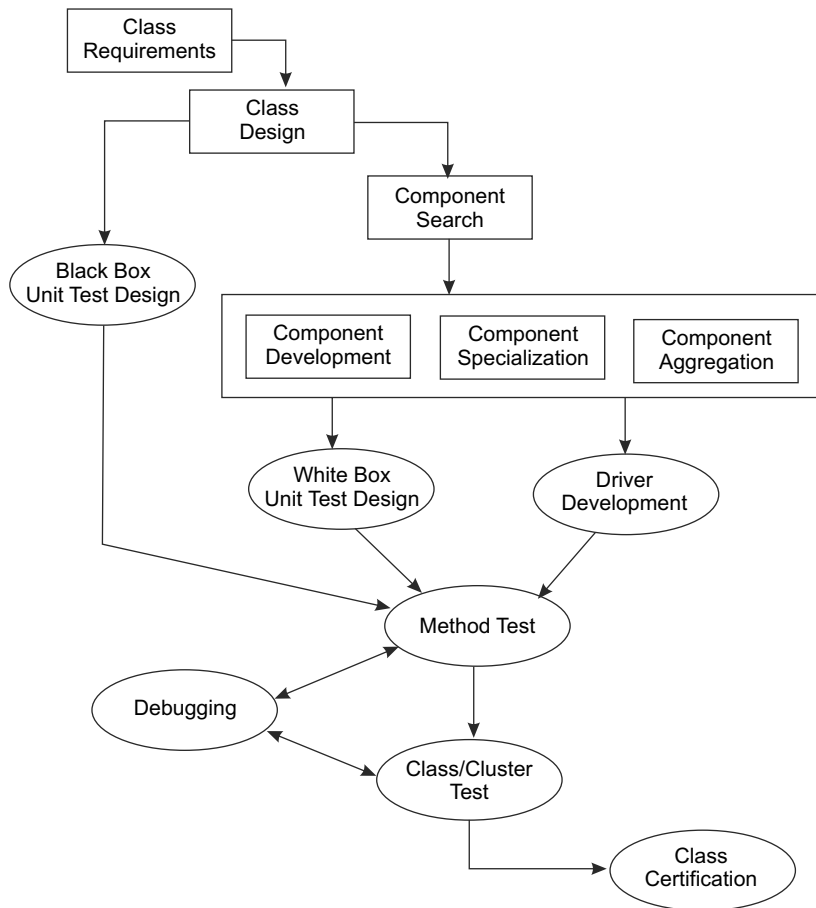 Class
Requirements
Class
Design
Component
Search
Black Box
Unit Test Design
Component
Development
Component
Specialization
Component
Aggregation
White Box
Unit Test Design
Driver
Development
Method Test
Debugging
Class/Cluster
Test
Class
Certification